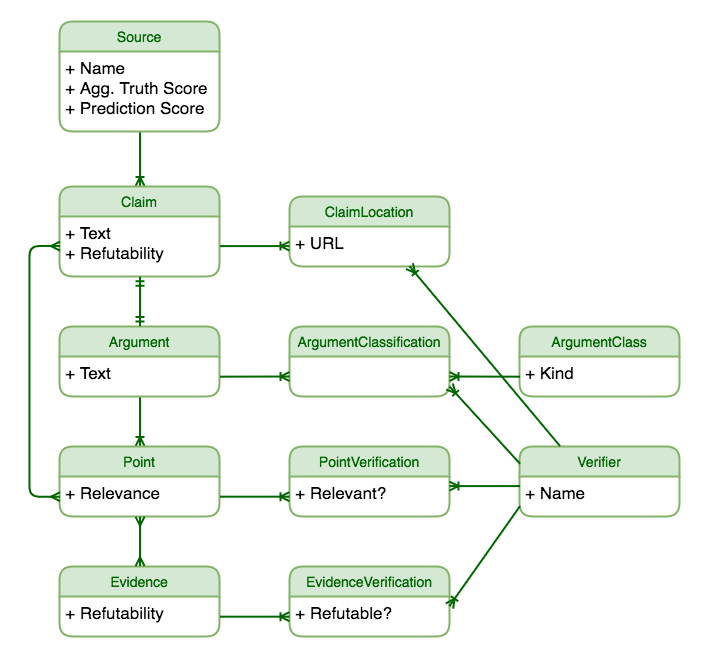 Source
+ Name
+ Agg. Truth Score
+ Prediction Score
Claim
+ Text
+ Refutability
ClaimLocation
+ URL
Argument
+ Text
ArgumentClassification
ArgumentClass
+ Kind
Point
+ Relevance
PointVerification
+ Relevant?
Verifier
+ Name
Evidence
+ Refutability
EvidenceVerification
+ Refutable?